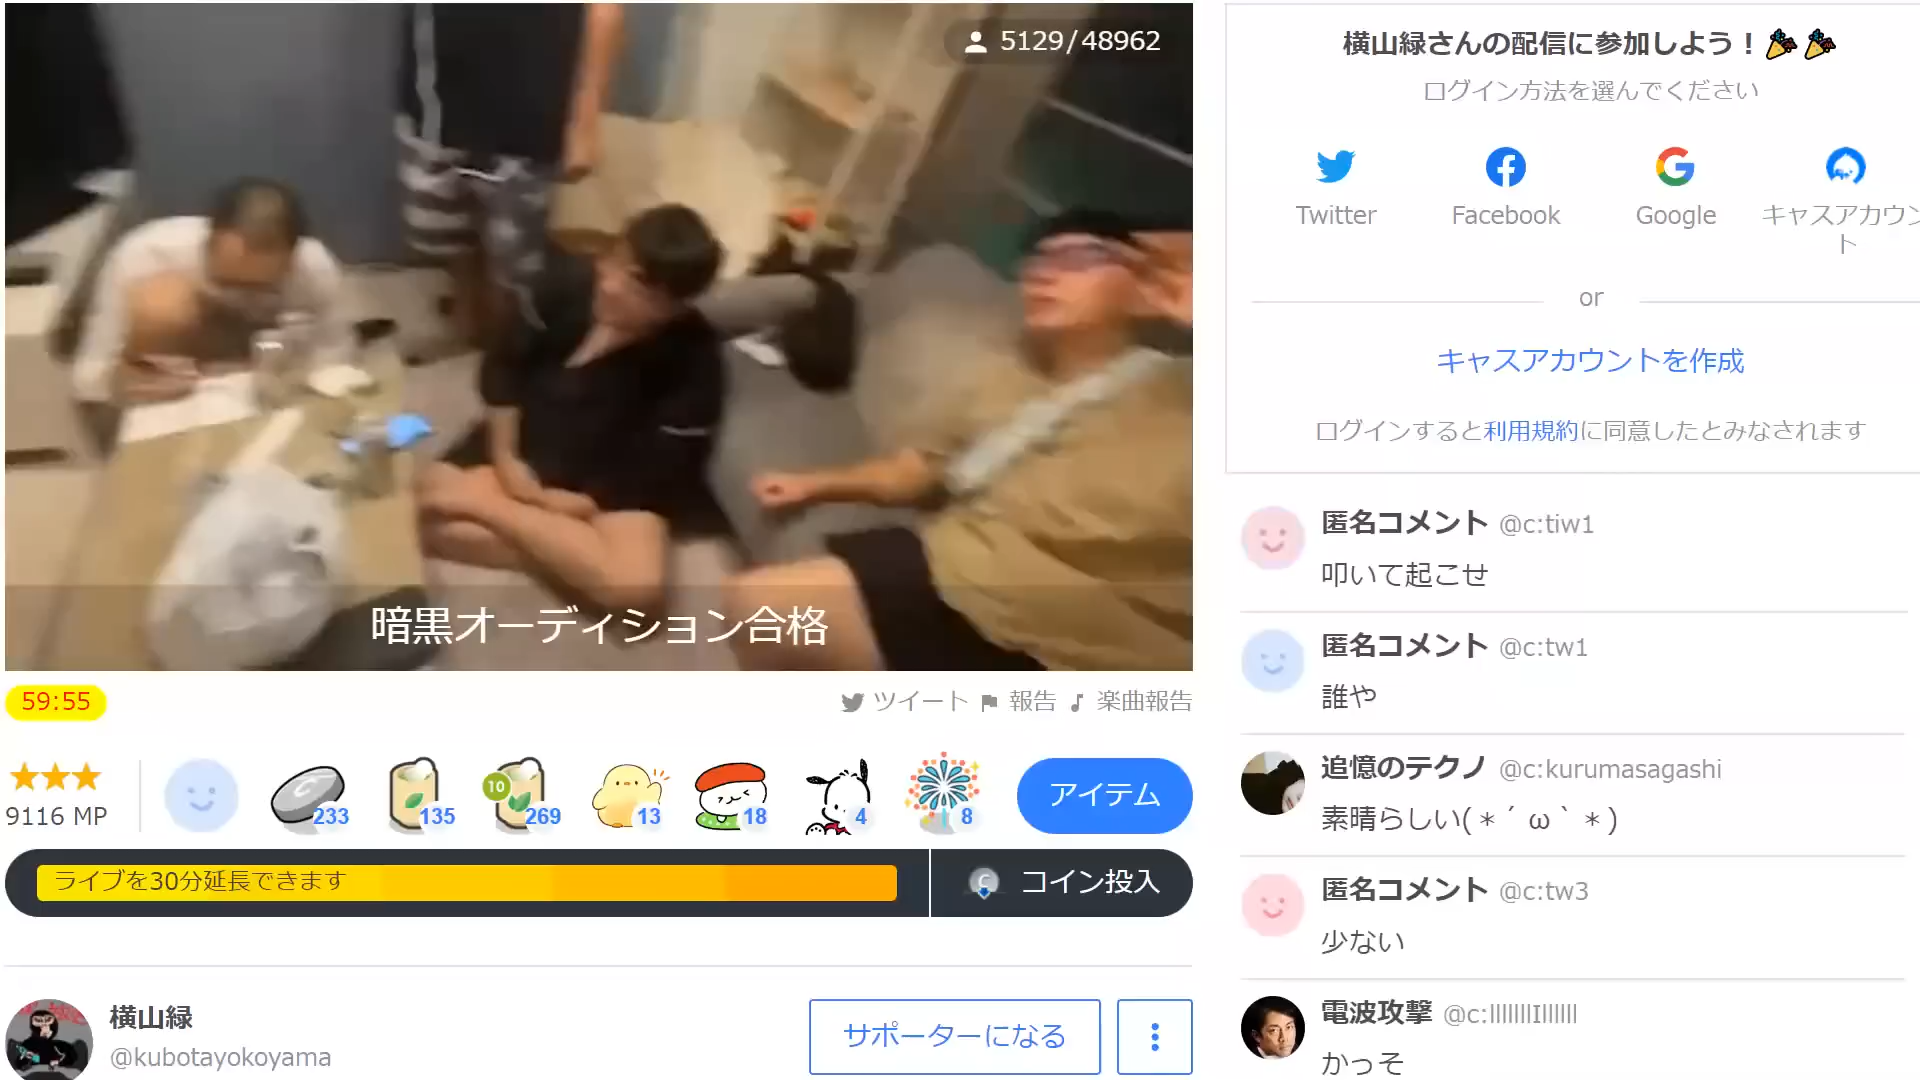 5129/48962
暗黒オーディション合格
59:55
ツイート 報告 楽曲報告
9116 MP
233
135
10
269
13
18
4
8
アイテム
ライブを30分延長できます
コイン投入
横山緑
@kubotayokoyama
サポーターになる
横山緑さんの配信に参加しよう！
ログイン方法を選んでください
Twitter
Facebook
Google
キャスアカウン
ト
or
キャスアカウントを作成
ログインすると利用規約に同意したとみなされます
匿名コメント @c:tiw1
叩いて起こせ
匿名コメント @c:tw1
誰や
追憶のテクノ @c:kurumasagashi
素晴らしい(＊´ω｀＊)
匿名コメント @c:tw3
少ない
電波攻撃
かっそ